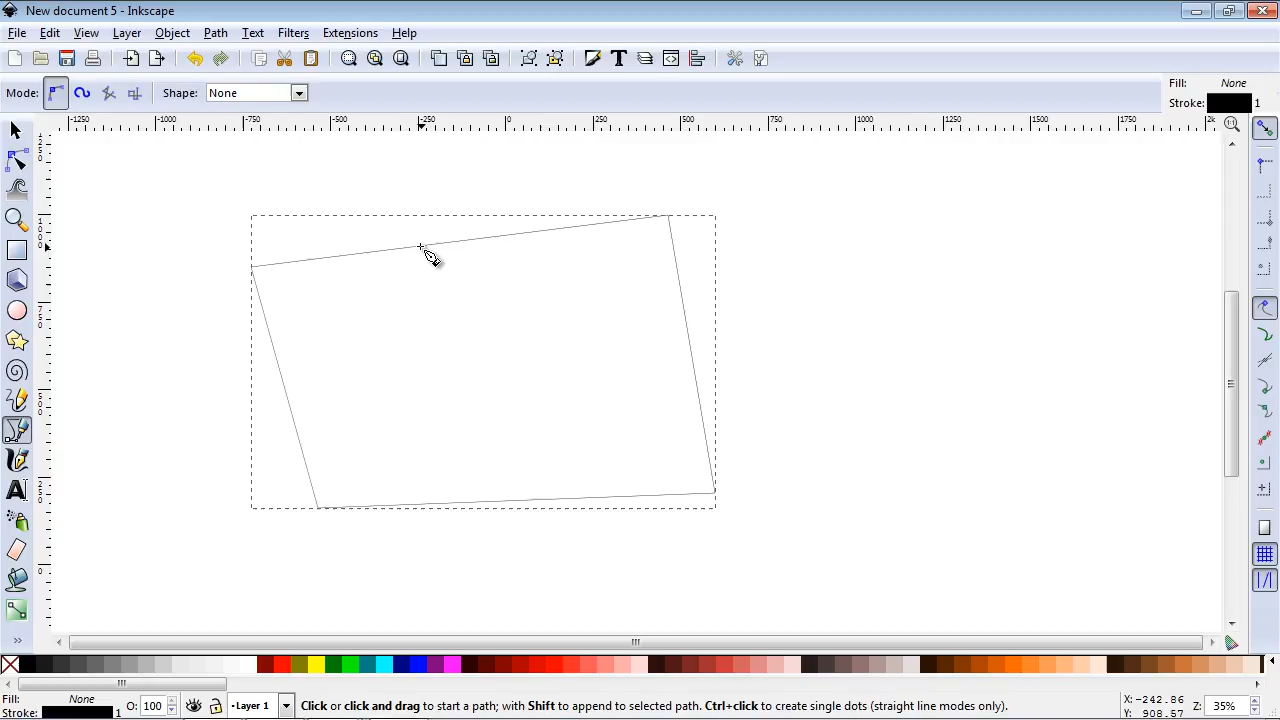 New document 5 - Inkscape
File Edit View Layer Object Path Text Filters Extensions Help
Mode: Shape: None
Fill: None
Stroke: 1
-1250 -1000 -750 -500 -250 0 250 500 750 1000 1250 1500 1750 2k
Fill: None
Stroke: 1
O: 100
Layer 1
Click or click and drag to start a path; with Shift to append to selected path. Ctrl+click to create single dots (straight line modes only).
X: -242.86
Y: 908.57
Z: 35%